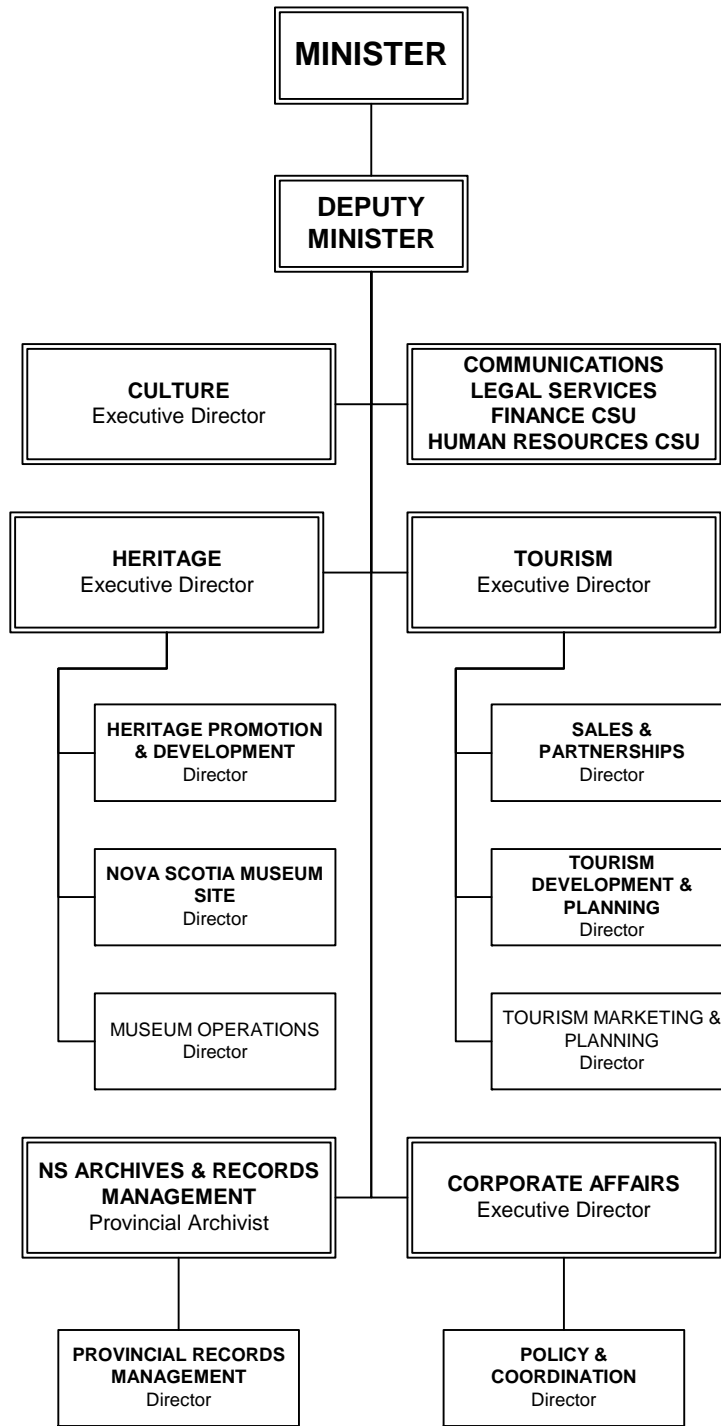 MINISTER
DEPUTY
MINISTER
CULTURE
Executive Director
COMMUNICATIONS
LEGAL SERVICES
FINANCE CSU
HUMAN RESOURCES CSU
HERITAGE
Executive Director
TOURISM
Executive Director
HERITAGE PROMOTION
& DEVELOPMENT
Director
SALES &
PARTNERSHIPS
Director
NOVA SCOTIA MUSEUM
SITE
Director
TOURISM
DEVELOPMENT &
PLANNING
Director
MUSEUM OPERATIONS
Director
TOURISM MARKETING &
PLANNING
Director
NS ARCHIVES & RECORDS
MANAGEMENT
Provincial Archivist
CORPORATE AFFAIRS
Executive Director
PROVINCIAL RECORDS
MANAGEMENT
Director
POLICY &
COORDINATION
Director